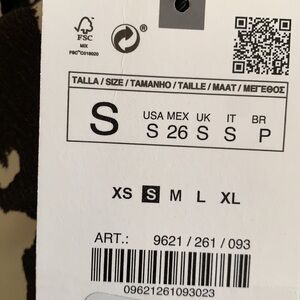 FSC
MIX
FSC® C018020
TALLA / SIZE / TAMANHO / TAILLE / MAAT / ΜΕΓΕΘΟΣ
S
USA MEX UK IT BR
S 26 S S P
XS S M L XL
ART.: 9621 / 261 / 093
09621261093023